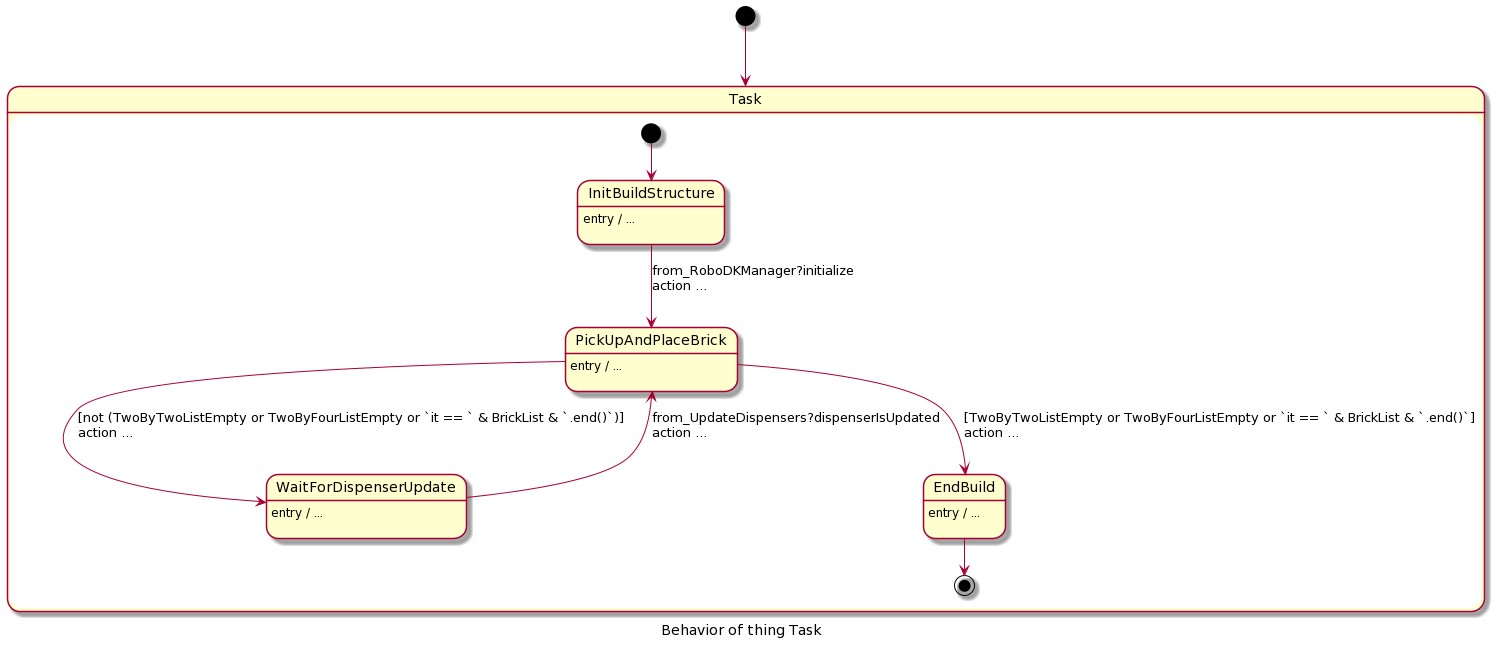 Task
InitBuildStructure
entry / ...
from_RoboDKManager?initialize
action ...
PickUpAndPlaceBrick
entry / ...
[not (TwoByTwoListEmpty or TwoByFourListEmpty or `it == ` & BrickList & `.end()`)]
action ...
from_UpdateDispensers?dispenserIsUpdated
action ...
[TwoByTwoListEmpty or TwoByFourListEmpty or `it == ` & BrickList & `.end()`]
action ...
WaitForDispenserUpdate
entry / ...
EndBuild
entry / ...
Behavior of thing Task